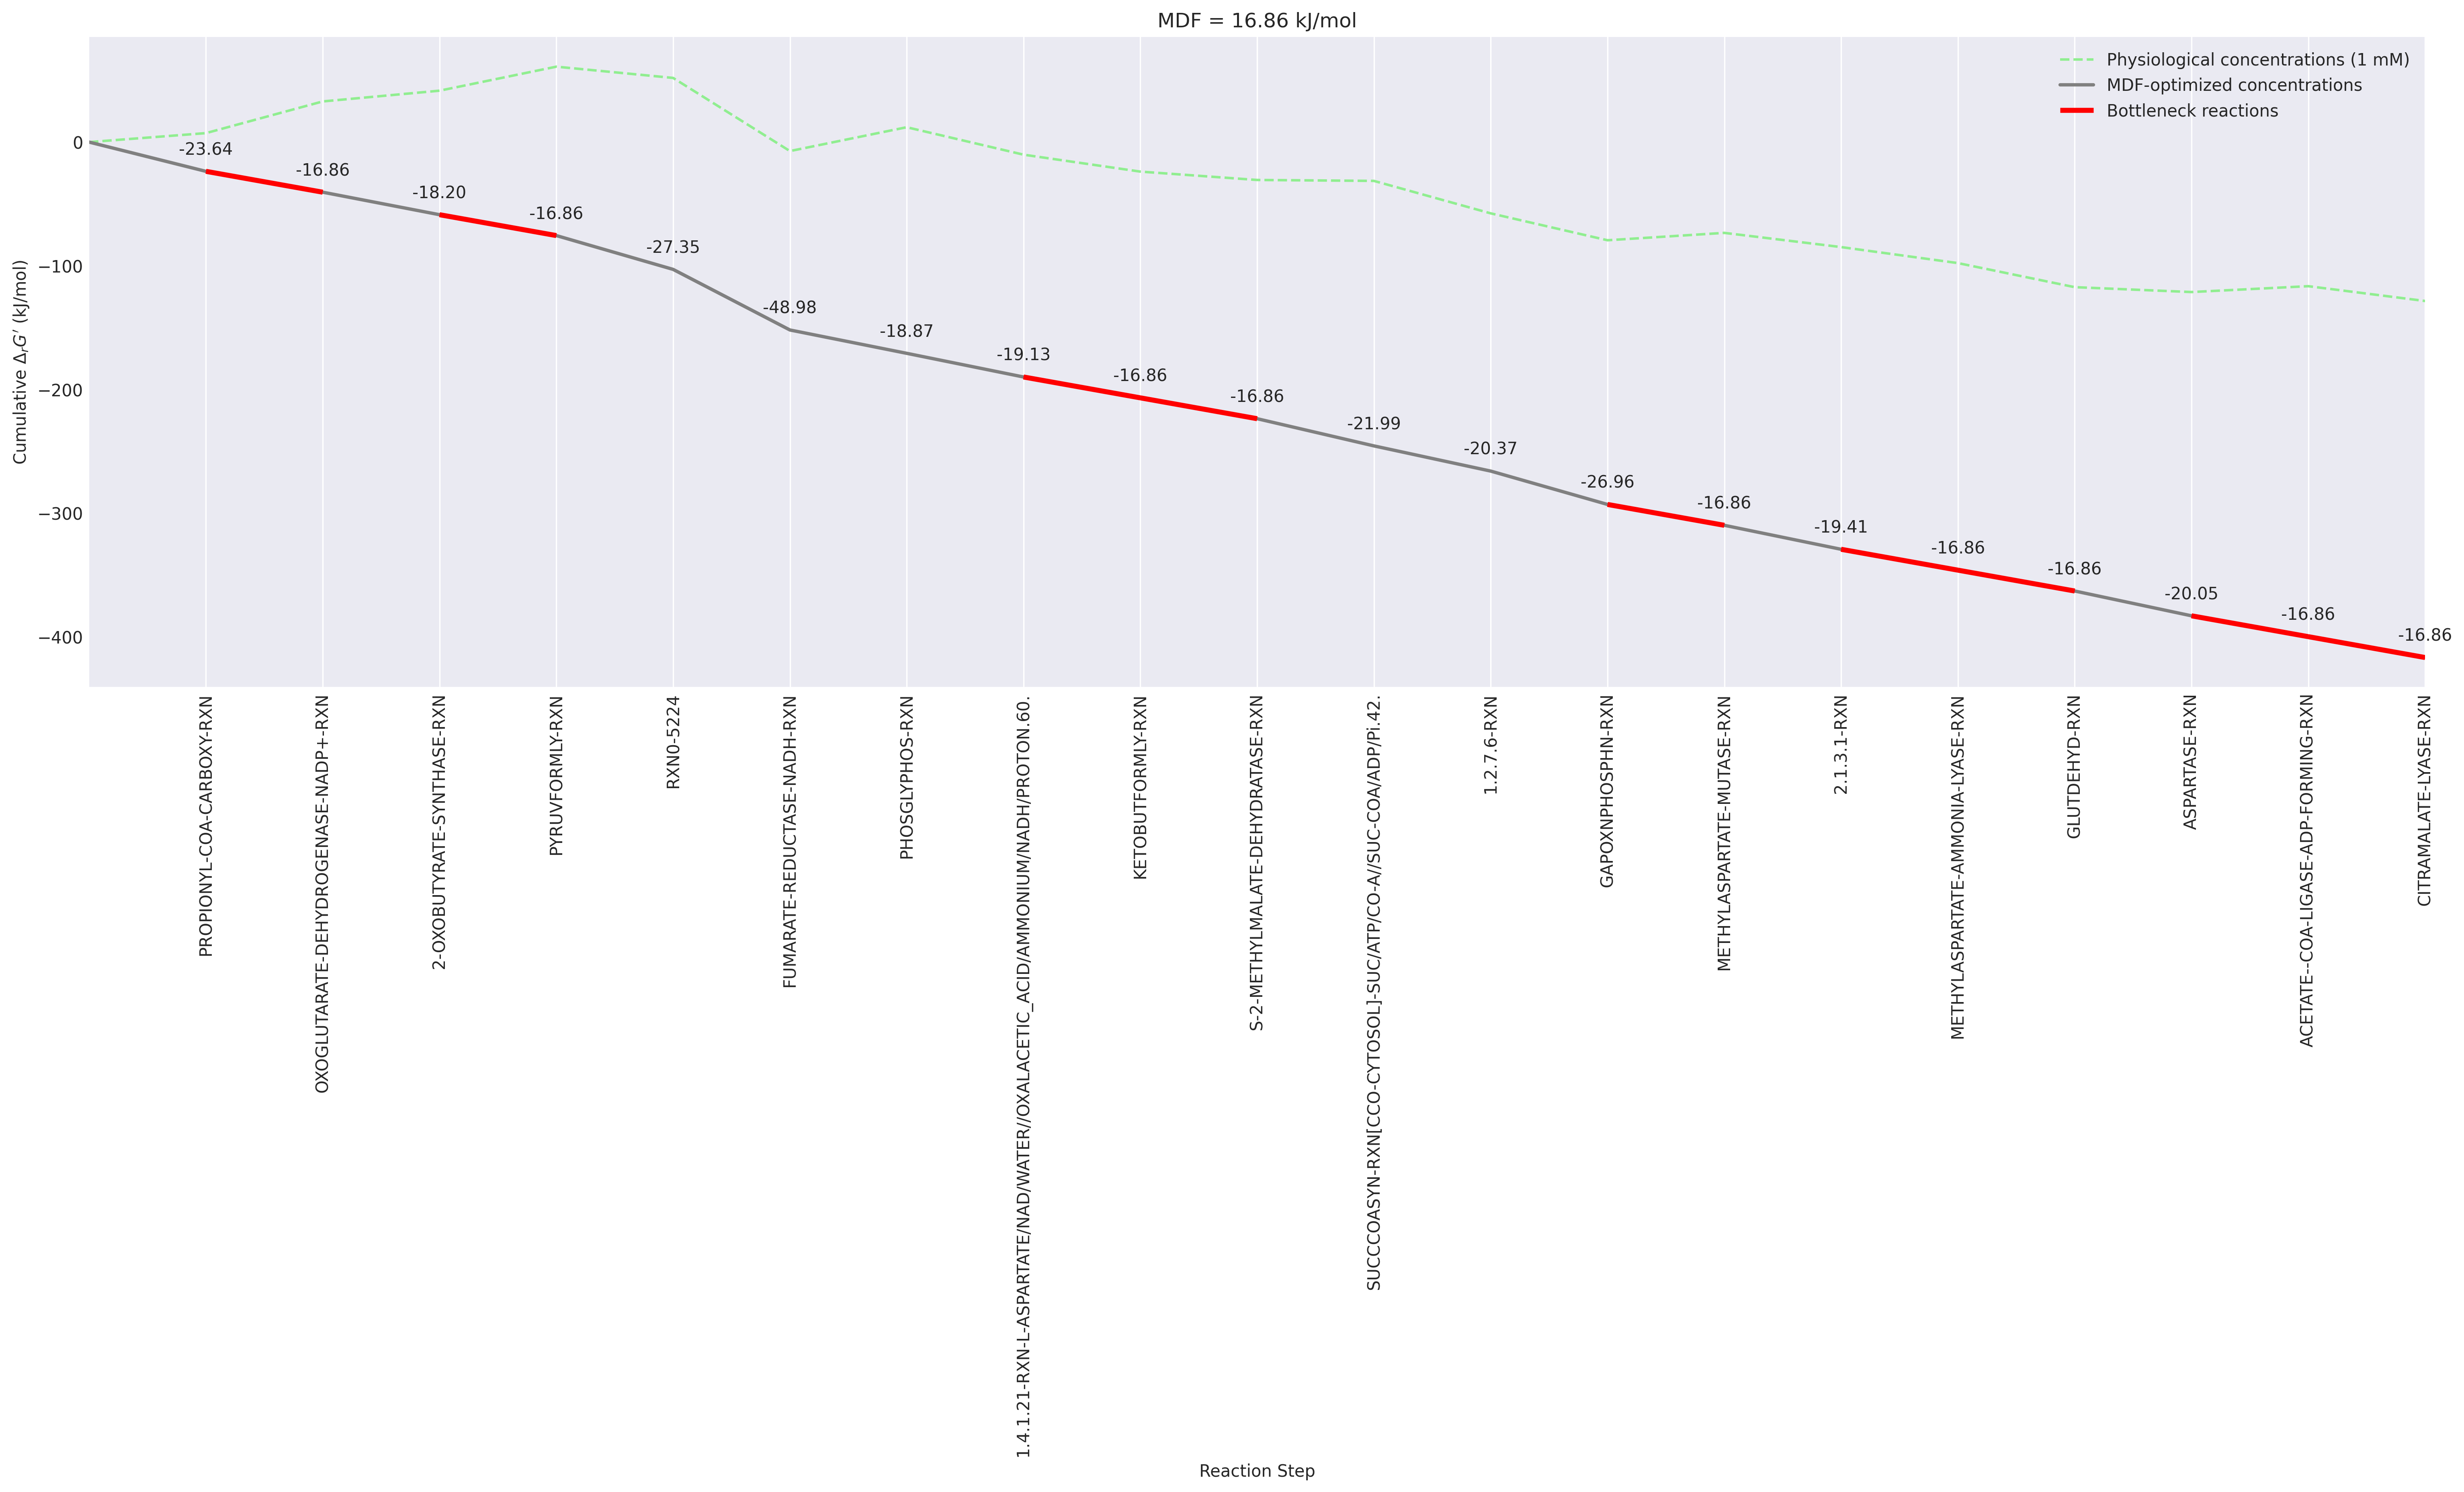 MDF = 16.86 kJ/mol
Physiological concentrations (1 mM)
MDF-optimized concentrations
Bottleneck reactions
Cumulative ΔrG′ (kJ/mol)
0
−100
−200
−300
−400
-23.64
-16.86
-18.20
-16.86
-27.35
-48.98
-18.87
-19.13
-16.86
-16.86
-21.99
-20.37
-26.96
-16.86
-19.41
-16.86
-16.86
-20.05
-16.86
-16.86
PROPIONYL-COA-CARBOXY-RXN
OXOGLUTARATE-DEHYDROGENASE-NADP+-RXN
2-OXOBUTYRATE-SYNTHASE-RXN
PYRUVFORMLY-RXN
RXN0-5224
FUMARATE-REDUCTASE-NADH-RXN
PHOSGLYPHOS-RXN
1.4.1.21-RXN-L-ASPARTATE/NAD/WATER//OXALACETIC_ACID/AMMONIUM/NADH/PROTON.60.
KETOBUTFORMLY-RXN
S-2-METHYLMALATE-DEHYDRATASE-RXN
SUCCCOASYN-RXN[CCO-CYTOSOL]-SUC/ATP/CO-A//SUC-COA/ADP/Pi.42.
1.2.7.6-RXN
GAPOXNPHOSPHN-RXN
METHYLASPARTATE-MUTASE-RXN
2.1.3.1-RXN
METHYLASPARTATE-AMMONIA-LYASE-RXN
GLUTDEHYD-RXN
ASPARTASE-RXN
ACETATE--COA-LIGASE-ADP-FORMING-RXN
CITRAMALATE-LYASE-RXN
Reaction Step